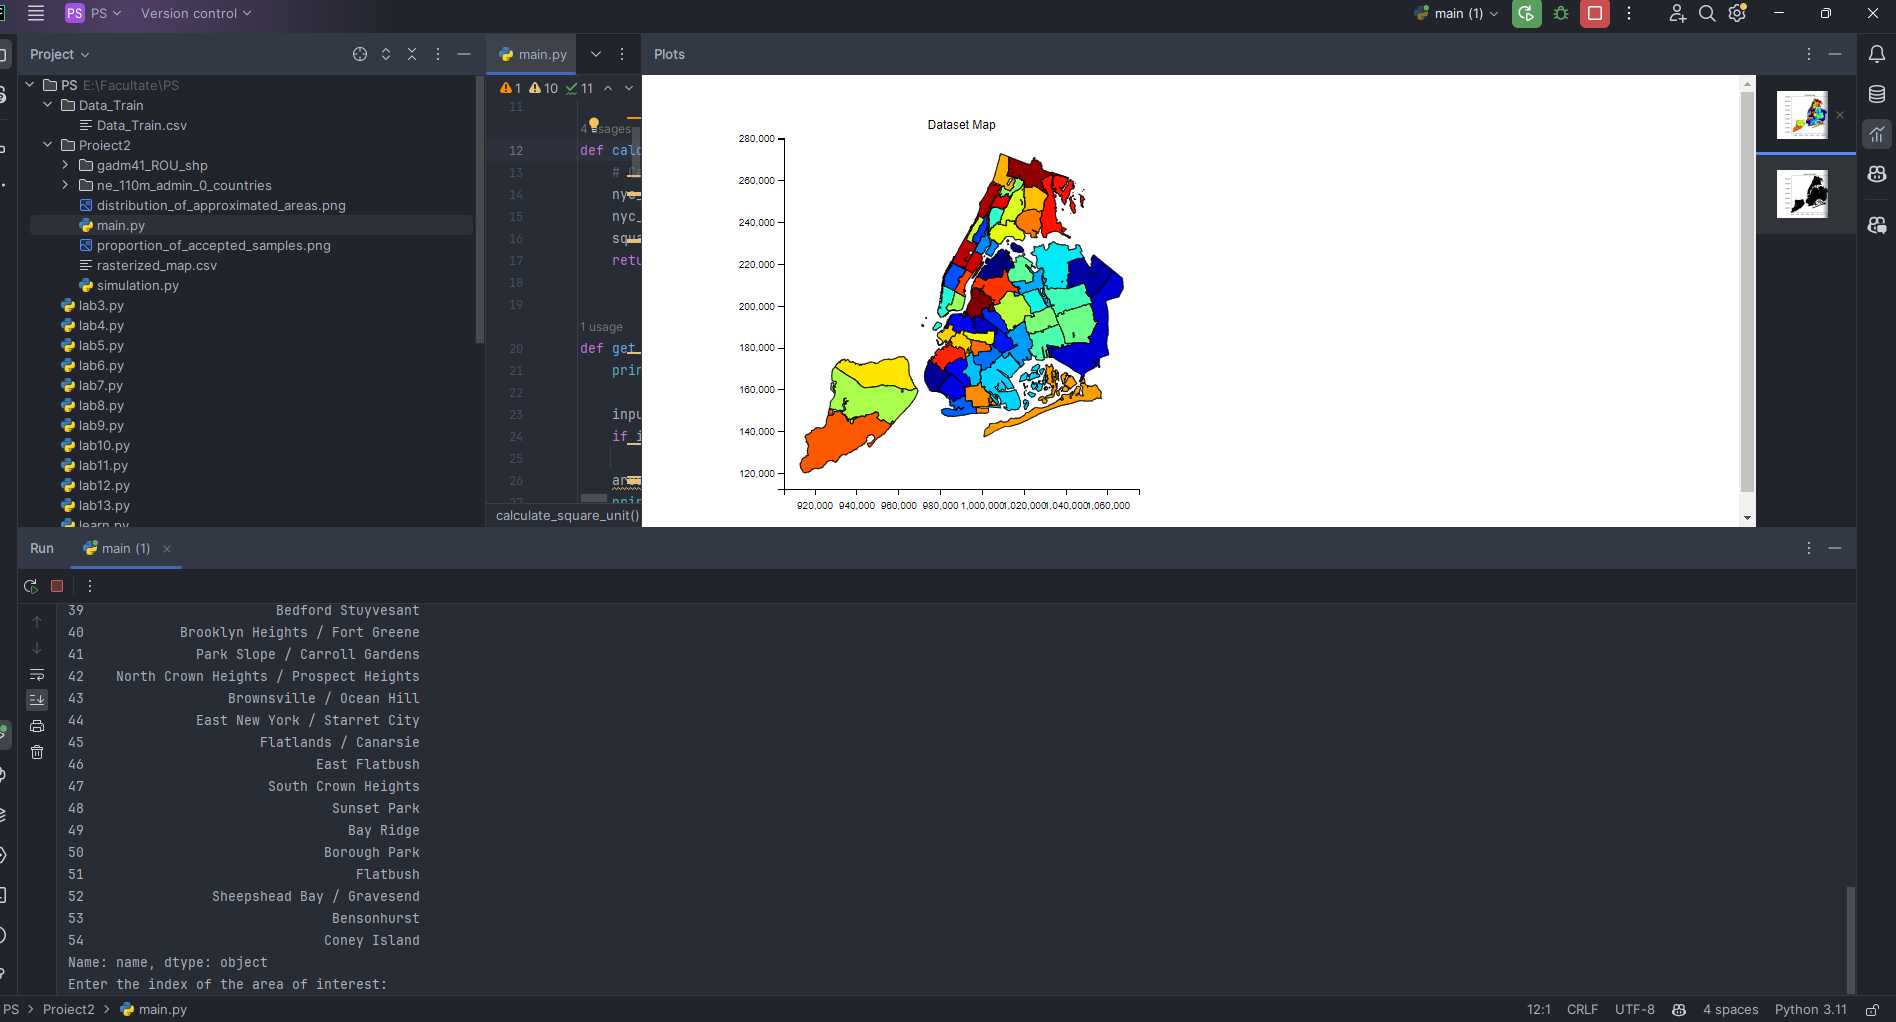 PS PS Version control main (1)
Project
main.py
Plots
PS E:\Facultate\PS
Data_Train
Data_Train.csv
Proiect2
gadm41_ROU_shp
ne_110m_admin_0_countries
distribution_of_approximated_areas.png
main.py
proportion_of_accepted_samples.png
rasterized_map.csv
simulation.py
lab3.py
lab4.py
lab5.py
lab6.py
lab7.py
lab8.py
lab9.py
lab10.py
lab11.py
lab12.py
lab13.py
learn.py
1 10 11
11
4 usages
12 def calc
13 #
14 nyc_
15 nyc_
16 squa
17 retu
18
19
1 usage
20 def get_
21 prin
22
23 inpu
24 if i
25
26 ar
27 prin
calculate_square_unit()
Dataset Map
280,000
260,000
240,000
220,000
200,000
180,000
160,000
140,000
120,000
920,000 940,000 960,000 980,000 1,000,000 1,020,000 1,040,000 1,060,000
Run main (1)
39 Bedford Stuyvesant
40 Brooklyn Heights / Fort Greene
41 Park Slope / Carroll Gardens
42 North Crown Heights / Prospect Heights
43 Brownsville / Ocean Hill
44 East New York / Starret City
45 Flatlands / Canarsie
46 East Flatbush
47 South Crown Heights
48 Sunset Park
49 Bay Ridge
50 Borough Park
51 Flatbush
52 Sheepshead Bay / Gravesend
53 Bensonhurst
54 Coney Island
Name: name, dtype: object
Enter the index of the area of interest:
PS > Proiect2 > main.py
12:1 CRLF UTF-8 4 spaces Python 3.11